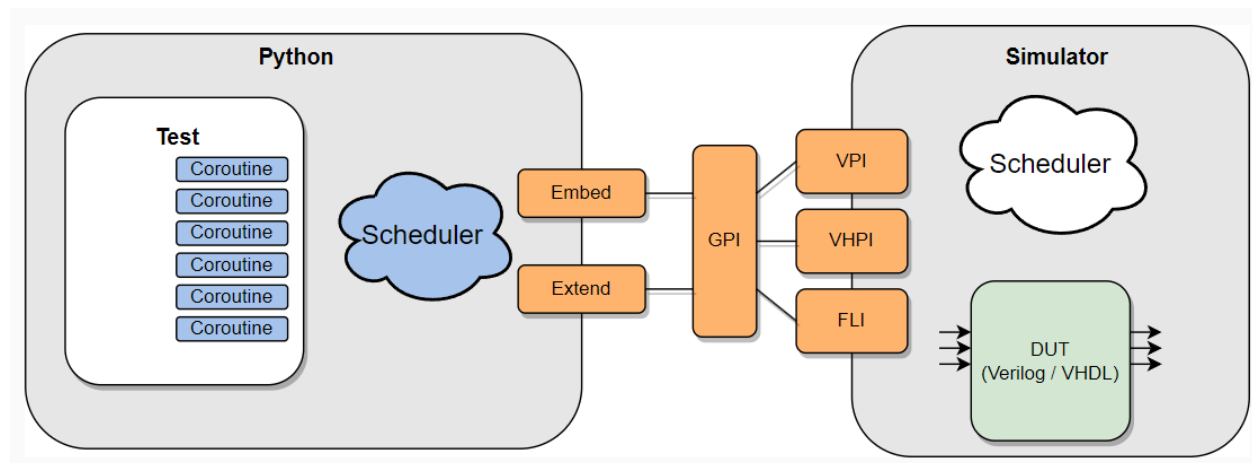 Python
Test
Coroutine
Coroutine
Coroutine
Coroutine
Coroutine
Coroutine
Scheduler
Embed
Extend
GPI
VPI
VHPI
FLI
Simulator
Scheduler
DUT
(Verilog / VHDL)